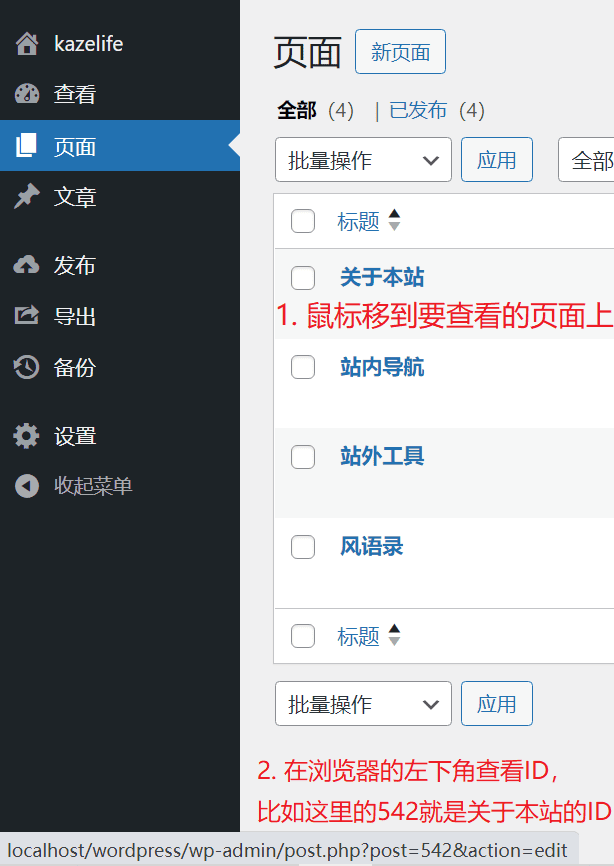 kazelife
查看
页面
文章
发布
导出
备份
设置
收起菜单
页面 新页面
全部 (4) | 已发布 (4)
批量操作 应用 全部
标题
关于本站
1. 鼠标移到要查看的页面上
站内导航
站外工具
风语录
标题
批量操作 应用
2. 在浏览器的左下角查看ID，
比如这里的542就是关于本站的ID
localhost/wordpress/wp-admin/post.php?post=542&action=edit